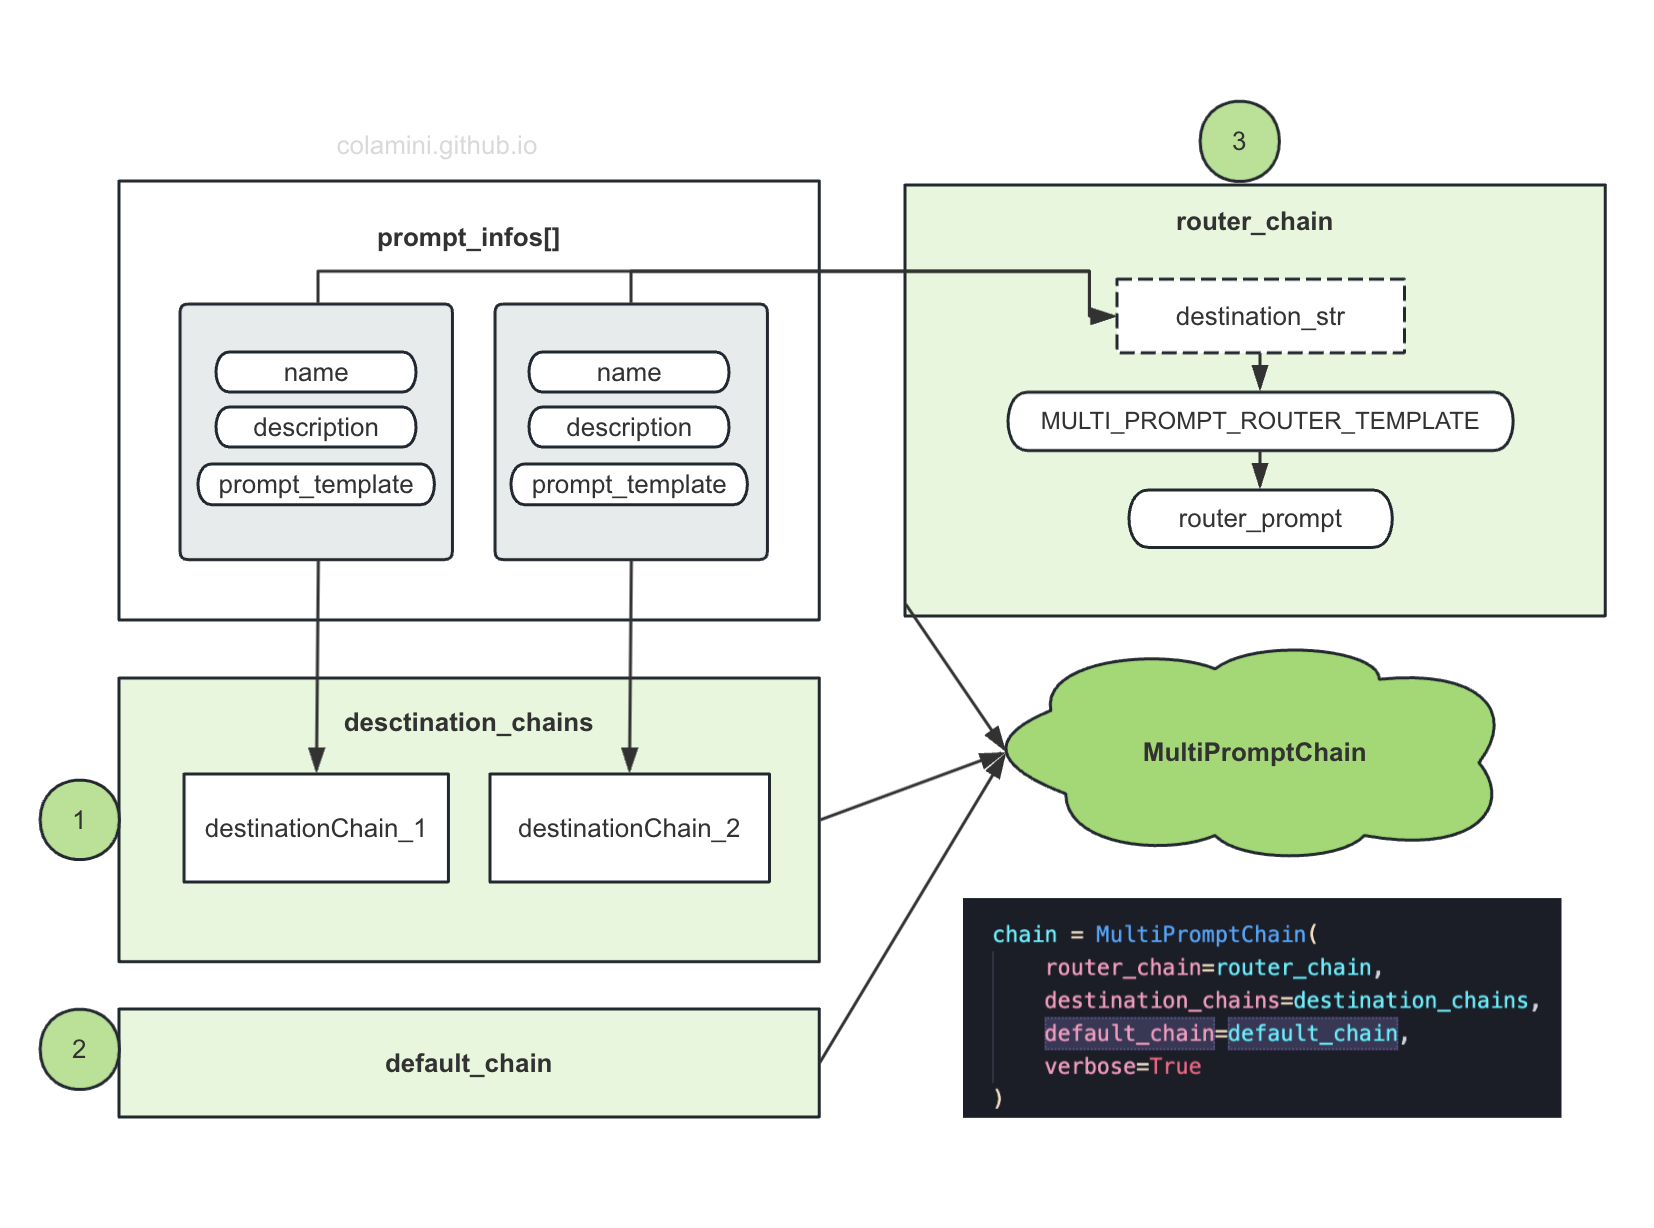 colamini.github.io
prompt_infos[]
name
description
prompt_template
name
description
prompt_template
3
router_chain
destination_str
MULTI_PROMPT_ROUTER_TEMPLATE
router_prompt
1
desctination_chains
destinationChain_1
destinationChain_2
2
default_chain
MultiPromptChain
chain = MultiPromptChain(
    router_chain=router_chain,
    destination_chains=destination_chains,
    default_chain=default_chain,
    verbose=True
)